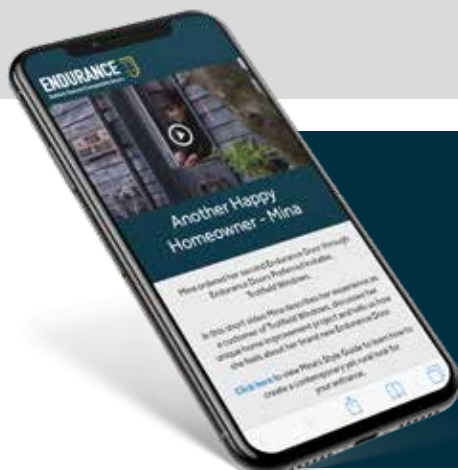 ENDURANCE
Another Happy
Homeowner - Mina
Mina ordered her second Endurance Door through
Endurance Doors Preferred Installer,
Truifield Windows.
In this short video Mina describes her experience as
a customer of Truifield Windows, discusses her
unique home improvement project and tells us how
she feels about her brand new Endurance Door.
Click here to view Mina's Style Guide to learn how to
create a contemporary yet rural look for
your entrance.